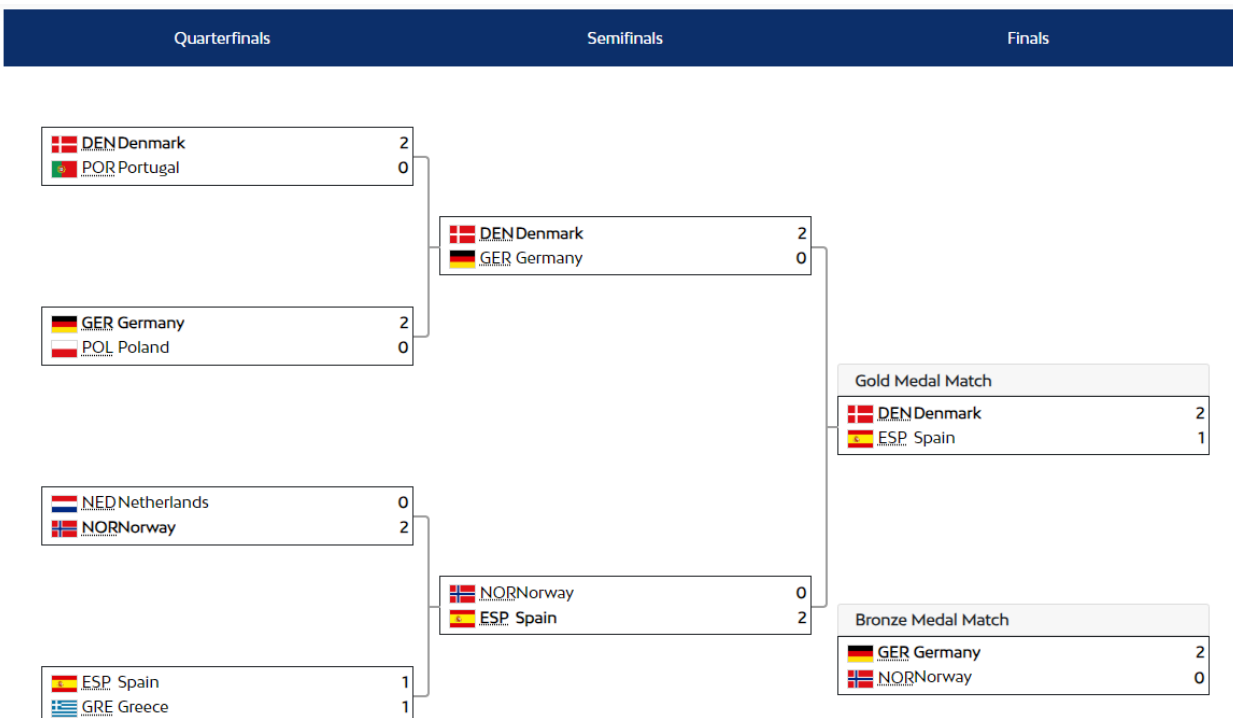 Quarterfinals Semifinals Finals
DEN Denmark 2
POR Portugal 0
GER Germany 2
POL Poland 0
NED Netherlands 0
NOR Norway 2
ESP Spain 1
GRE Greece 1
DEN Denmark 2
GER Germany 0
NOR Norway 0
ESP Spain 2
Gold Medal Match
DEN Denmark 2
ESP Spain 1
Bronze Medal Match
GER Germany 2
NOR Norway 0